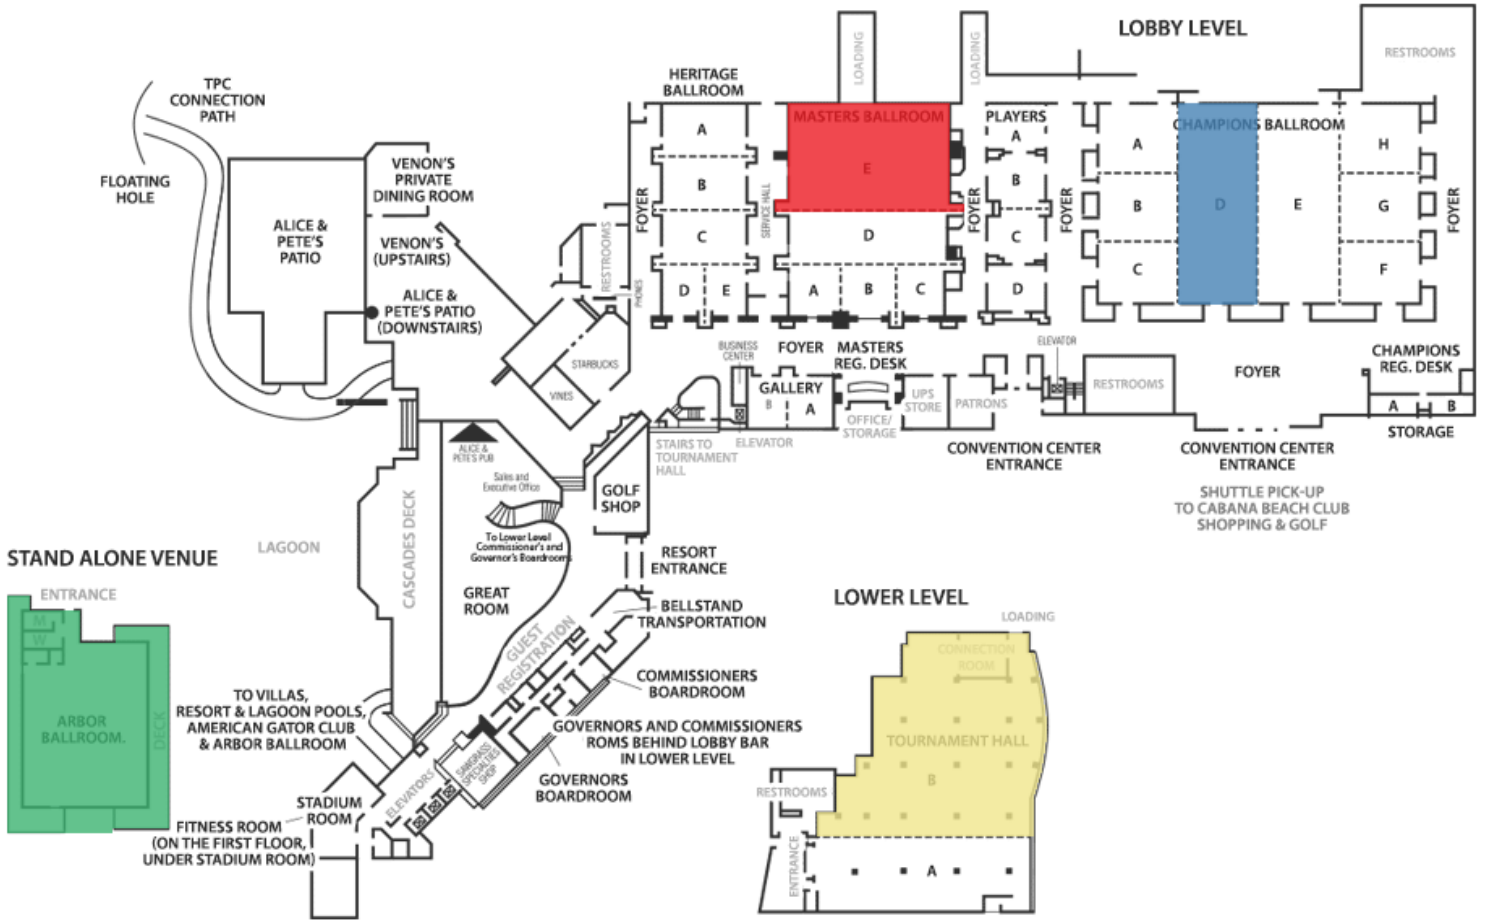 LOBBY LEVEL
RESTROOMS
LOADING
LOADING
HERITAGE
BALLROOM
A
B
C
D
E
FOYER
SERVICE HALL
MASTERS BALLROOM
E
D
A
B
C
FOYER
PLAYERS
A
B
C
D
FOYER
CHAMPIONS BALLROOM
A
B
C
D
E
H
G
F
FOYER
TPC
CONNECTION
PATH
FLOATING
HOLE
ALICE &
PETE'S
PATIO
VENON'S
PRIVATE
DINING ROOM
VENON'S
(UPSTAIRS)
ALICE &
PETE'S PATIO
(DOWNSTAIRS)
RESTROOMS
PHONES
STARBUCKS
VINES
BUSINESS
CENTER
FOYER
MASTERS
REG. DESK
GALLERY
B
A
OFFICE/
STORAGE
UPS
STORE
PATRONS
ELEVATOR
RESTROOMS
FOYER
CHAMPIONS
REG. DESK
A
B
STORAGE
STAIRS TO
TOURNAMENT
HALL
ELEVATOR
CONVENTION CENTER
ENTRANCE
CONVENTION CENTER
ENTRANCE
SHUTTLE PICK-UP
TO CABANA BEACH CLUB
SHOPPING & GOLF
ALICE &
PETE'S PUB
Sales and
Executive Office
GOLF
SHOP
To Lower Level
Commissioner's and
Governor's Boardrooms
LAGOON
CASCADES DECK
GREAT
ROOM
RESORT
ENTRANCE
BELLSTAND
TRANSPORTATION
GUEST
REGISTRATION
COMMISSIONERS
BOARDROOM
GOVERNORS AND COMMISSIONERS
ROMS BEHIND LOBBY BAR
IN LOWER LEVEL
GOVERNORS
BOARDROOM
SAWGRASS
SPECIALTIES
SHOP
ELEVATORS
TO VILLAS,
RESORT & LAGOON POOLS,
AMERICAN GATOR CLUB
& ARBOR BALLROOM
STADIUM
ROOM
FITNESS ROOM
(ON THE FIRST FLOOR,
UNDER STADIUM ROOM)
STAND ALONE VENUE
ENTRANCE
M
W
ARBOR
BALLROOM.
DECK
LOWER LEVEL
LOADING
CONNECTION
ROOM
TOURNAMENT HALL
B
RESTROOMS
ENTRANCE
A